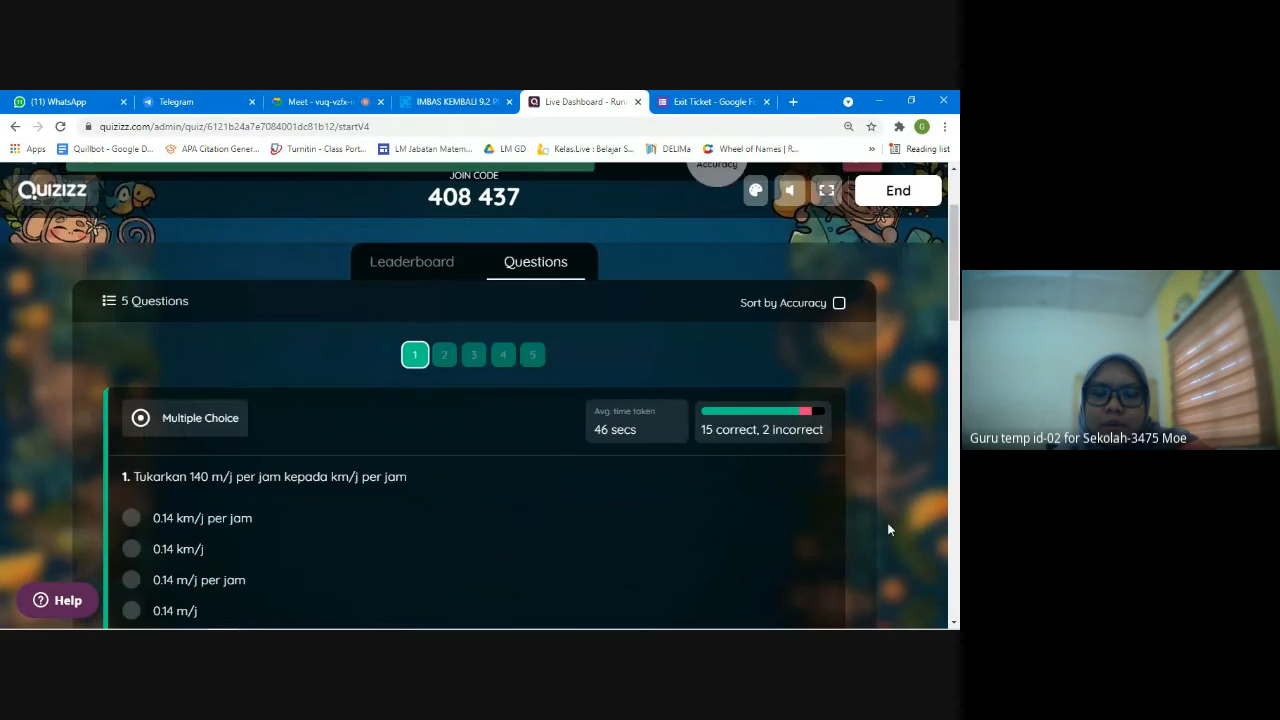 (11) WhatsApp
Telegram
Meet - vuq-vzfx-i
IMBAS KEMBALI 9.2 P
Live Dashboard - Run
Exit Ticket - Google Fo
quizizz.com/admin/quiz/6121b24a7e7084001dc81b12/startV4
Apps
Quillbot - Google D...
APA Citation Gener...
Turnitin - Class Port...
LM Jabatan Matem...
LM GD
Kelas.Live : Belajar S...
DELIMa
Wheel of Names | R...
»
Reading list
Accuracy
QUIZIZZ
JOIN CODE
408 437
End
Leaderboard
Questions
5 Questions
Sort by Accuracy
1 2 3 4 5
Multiple Choice
Avg. time taken
46 secs
15 correct, 2 incorrect
1. Tukarkan 140 m/j per jam kepada km/j per jam
0.14 km/j per jam
0.14 km/j
0.14 m/j per jam
0.14 m/j
Help
Guru temp id-02 for Sekolah-3475 Moe